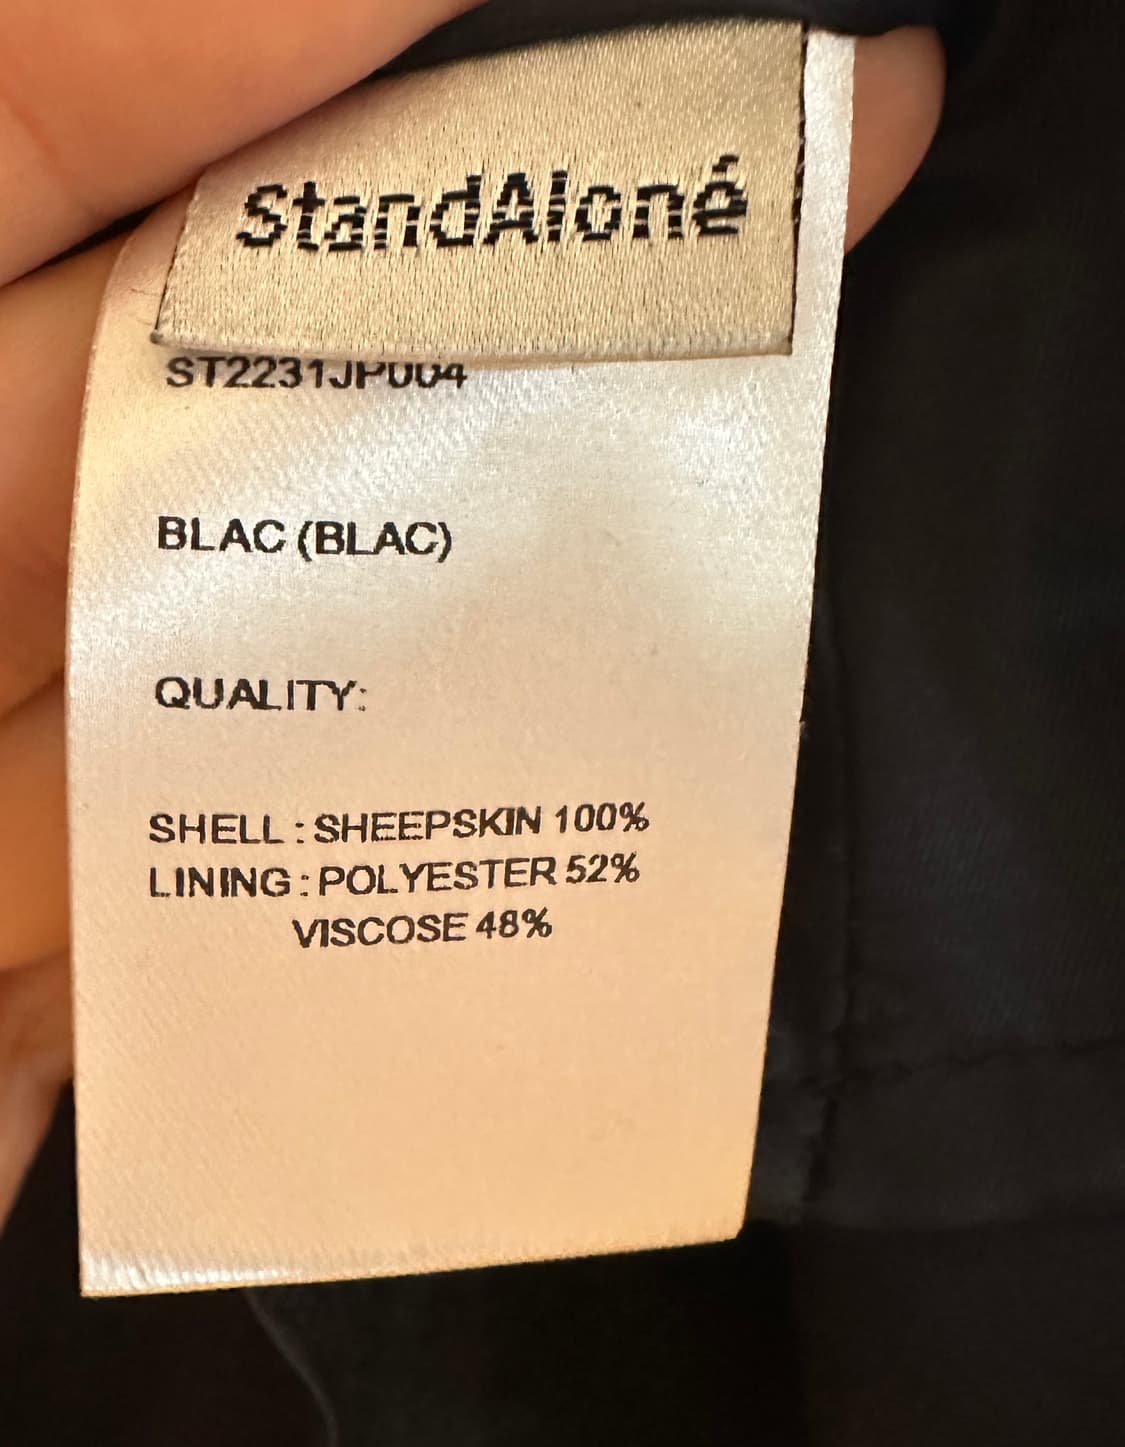 StandAloné
ST2231JP004
BLAC (BLAC)
QUALITY:
SHELL : SHEEPSKIN 100%
LINING : POLYESTER 52%
VISCOSE 48%